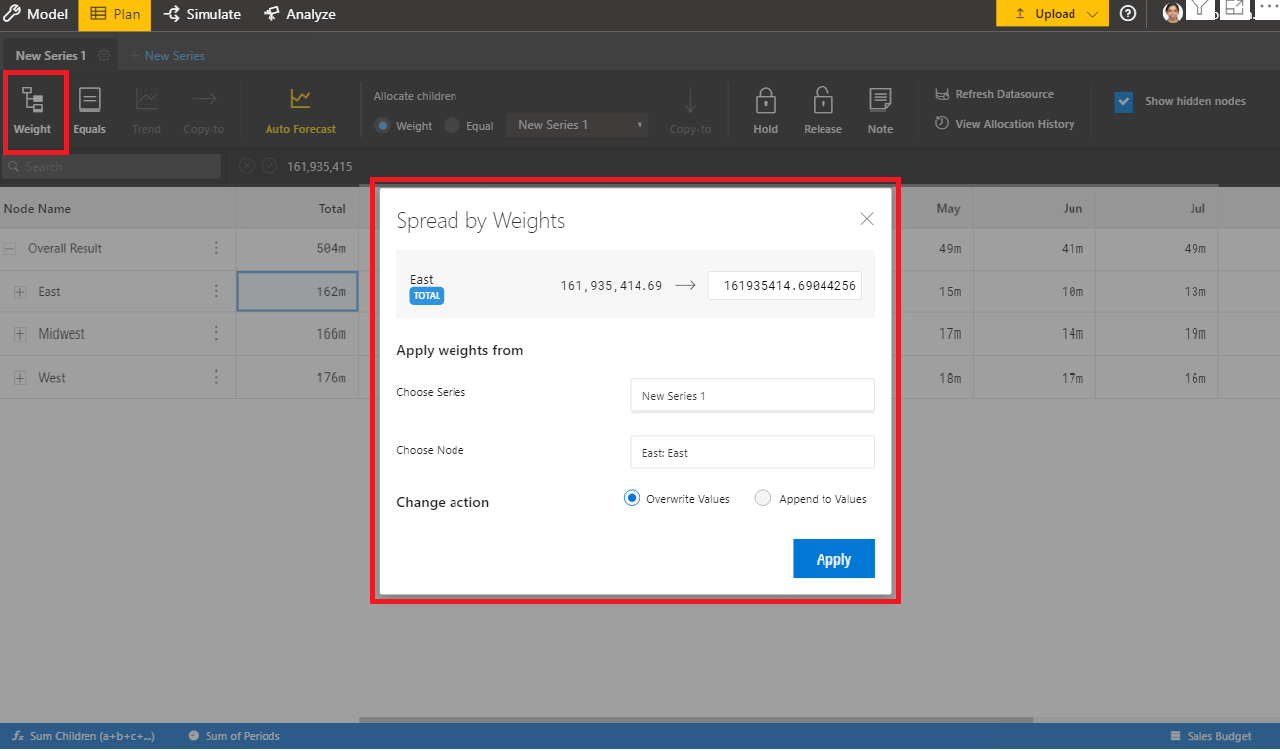 Model Plan Simulate Analyze Upload
New Series 1 + New Series
Weight Equals Trend Copy-to Auto Forecast
Allocate children
Weight Equal New Series 1
Copy-to Hold Release Note
Refresh Datasource
View Allocation History
Show hidden nodes
Search 161,935,415
Node Name Total May Jun Jul
Overall Result 504m 49m 41m 49m
East 162m 15m 10m 13m
Midwest 166m 17m 14m 19m
West 176m 18m 17m 16m
Spread by Weights
East
TOTAL
161,935,414.69 → 161935414.69044256
Apply weights from
Choose Series New Series 1
Choose Node East: East
Change action Overwrite Values Append to Values
Apply
fx Sum Children (a+b+c+...) Sum of Periods Sales Budget